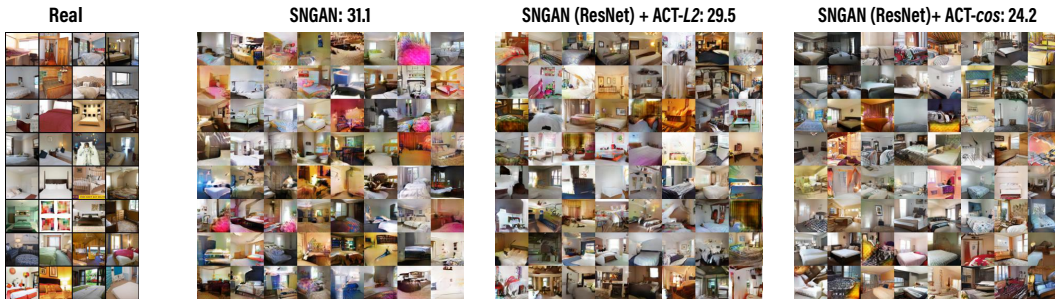 Real
SNGAN: 31.1
SNGAN (ResNet) + ACT-L2: 29.5
SNGAN (ResNet)+ ACT-cos: 24.2